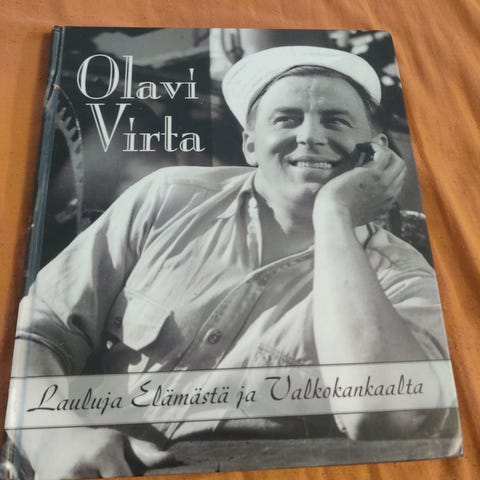 Olavi
Virta
Lauluja Elämästä ja Valkokankaalta